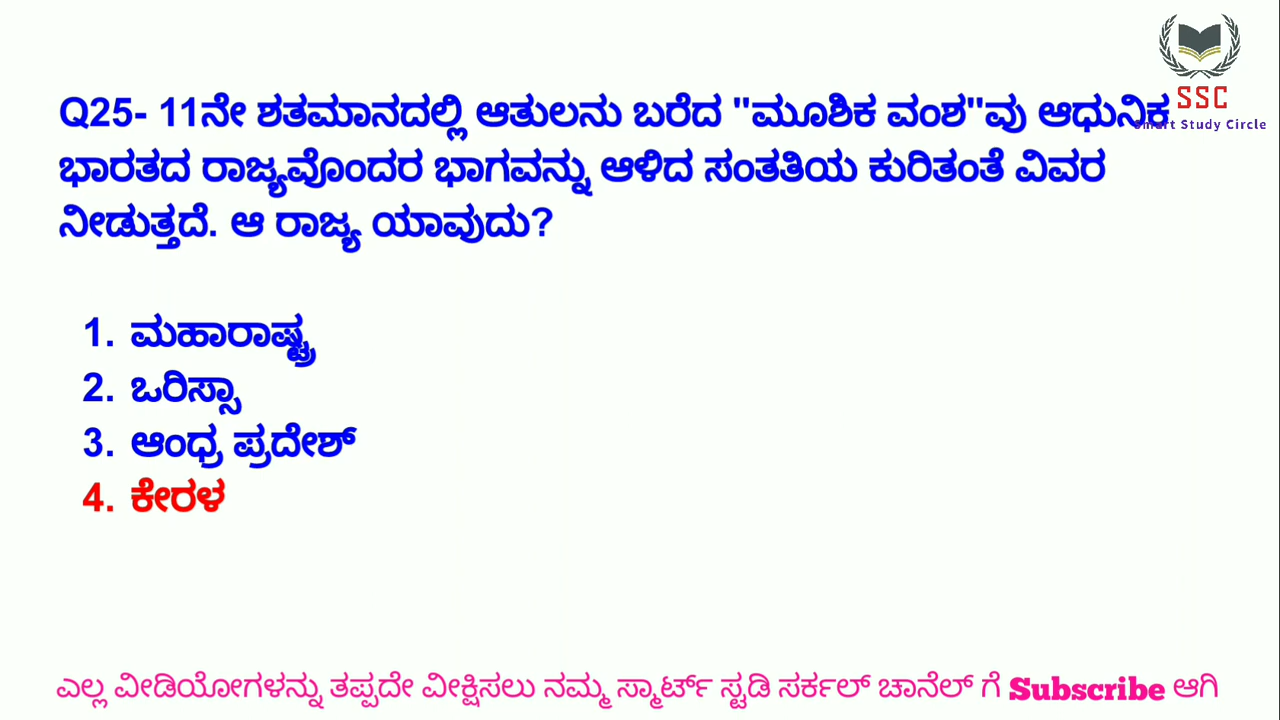 SSC
Smart Study Circle
Q25- 11ನೇ ಶತಮಾನದಲ್ಲಿ ಆತುಲನು ಬರೆದ "ಮೂಶಿಕ ವಂಶ"ವು ಆಧುನಿಕ
ಭಾರತದ ರಾಜ್ಯವೊಂದರ ಭಾಗವನ್ನು ಆಳಿದ ಸಂತತಿಯ ಕುರಿತಂತೆ ವಿವರ
ನೀಡುತ್ತದೆ. ಆ ರಾಜ್ಯ ಯಾವುದು?
1. ಮಹಾರಾಷ್ಟ್ರ
2. ಒರಿಸ್ಸಾ
3. ಆಂಧ್ರ ಪ್ರದೇಶ್
4. ಕೇರಳ
ಎಲ್ಲ ವೀಡಿಯೋಗಳನ್ನು ತಪ್ಪದೇ ವೀಕ್ಷಿಸಲು ನಮ್ಮ ಸ್ಮಾರ್ಟ್ ಸ್ಟಡಿ ಸರ್ಕಲ್ ಚಾನೆಲ್ ಗೆ Subscribe ಆಗಿ